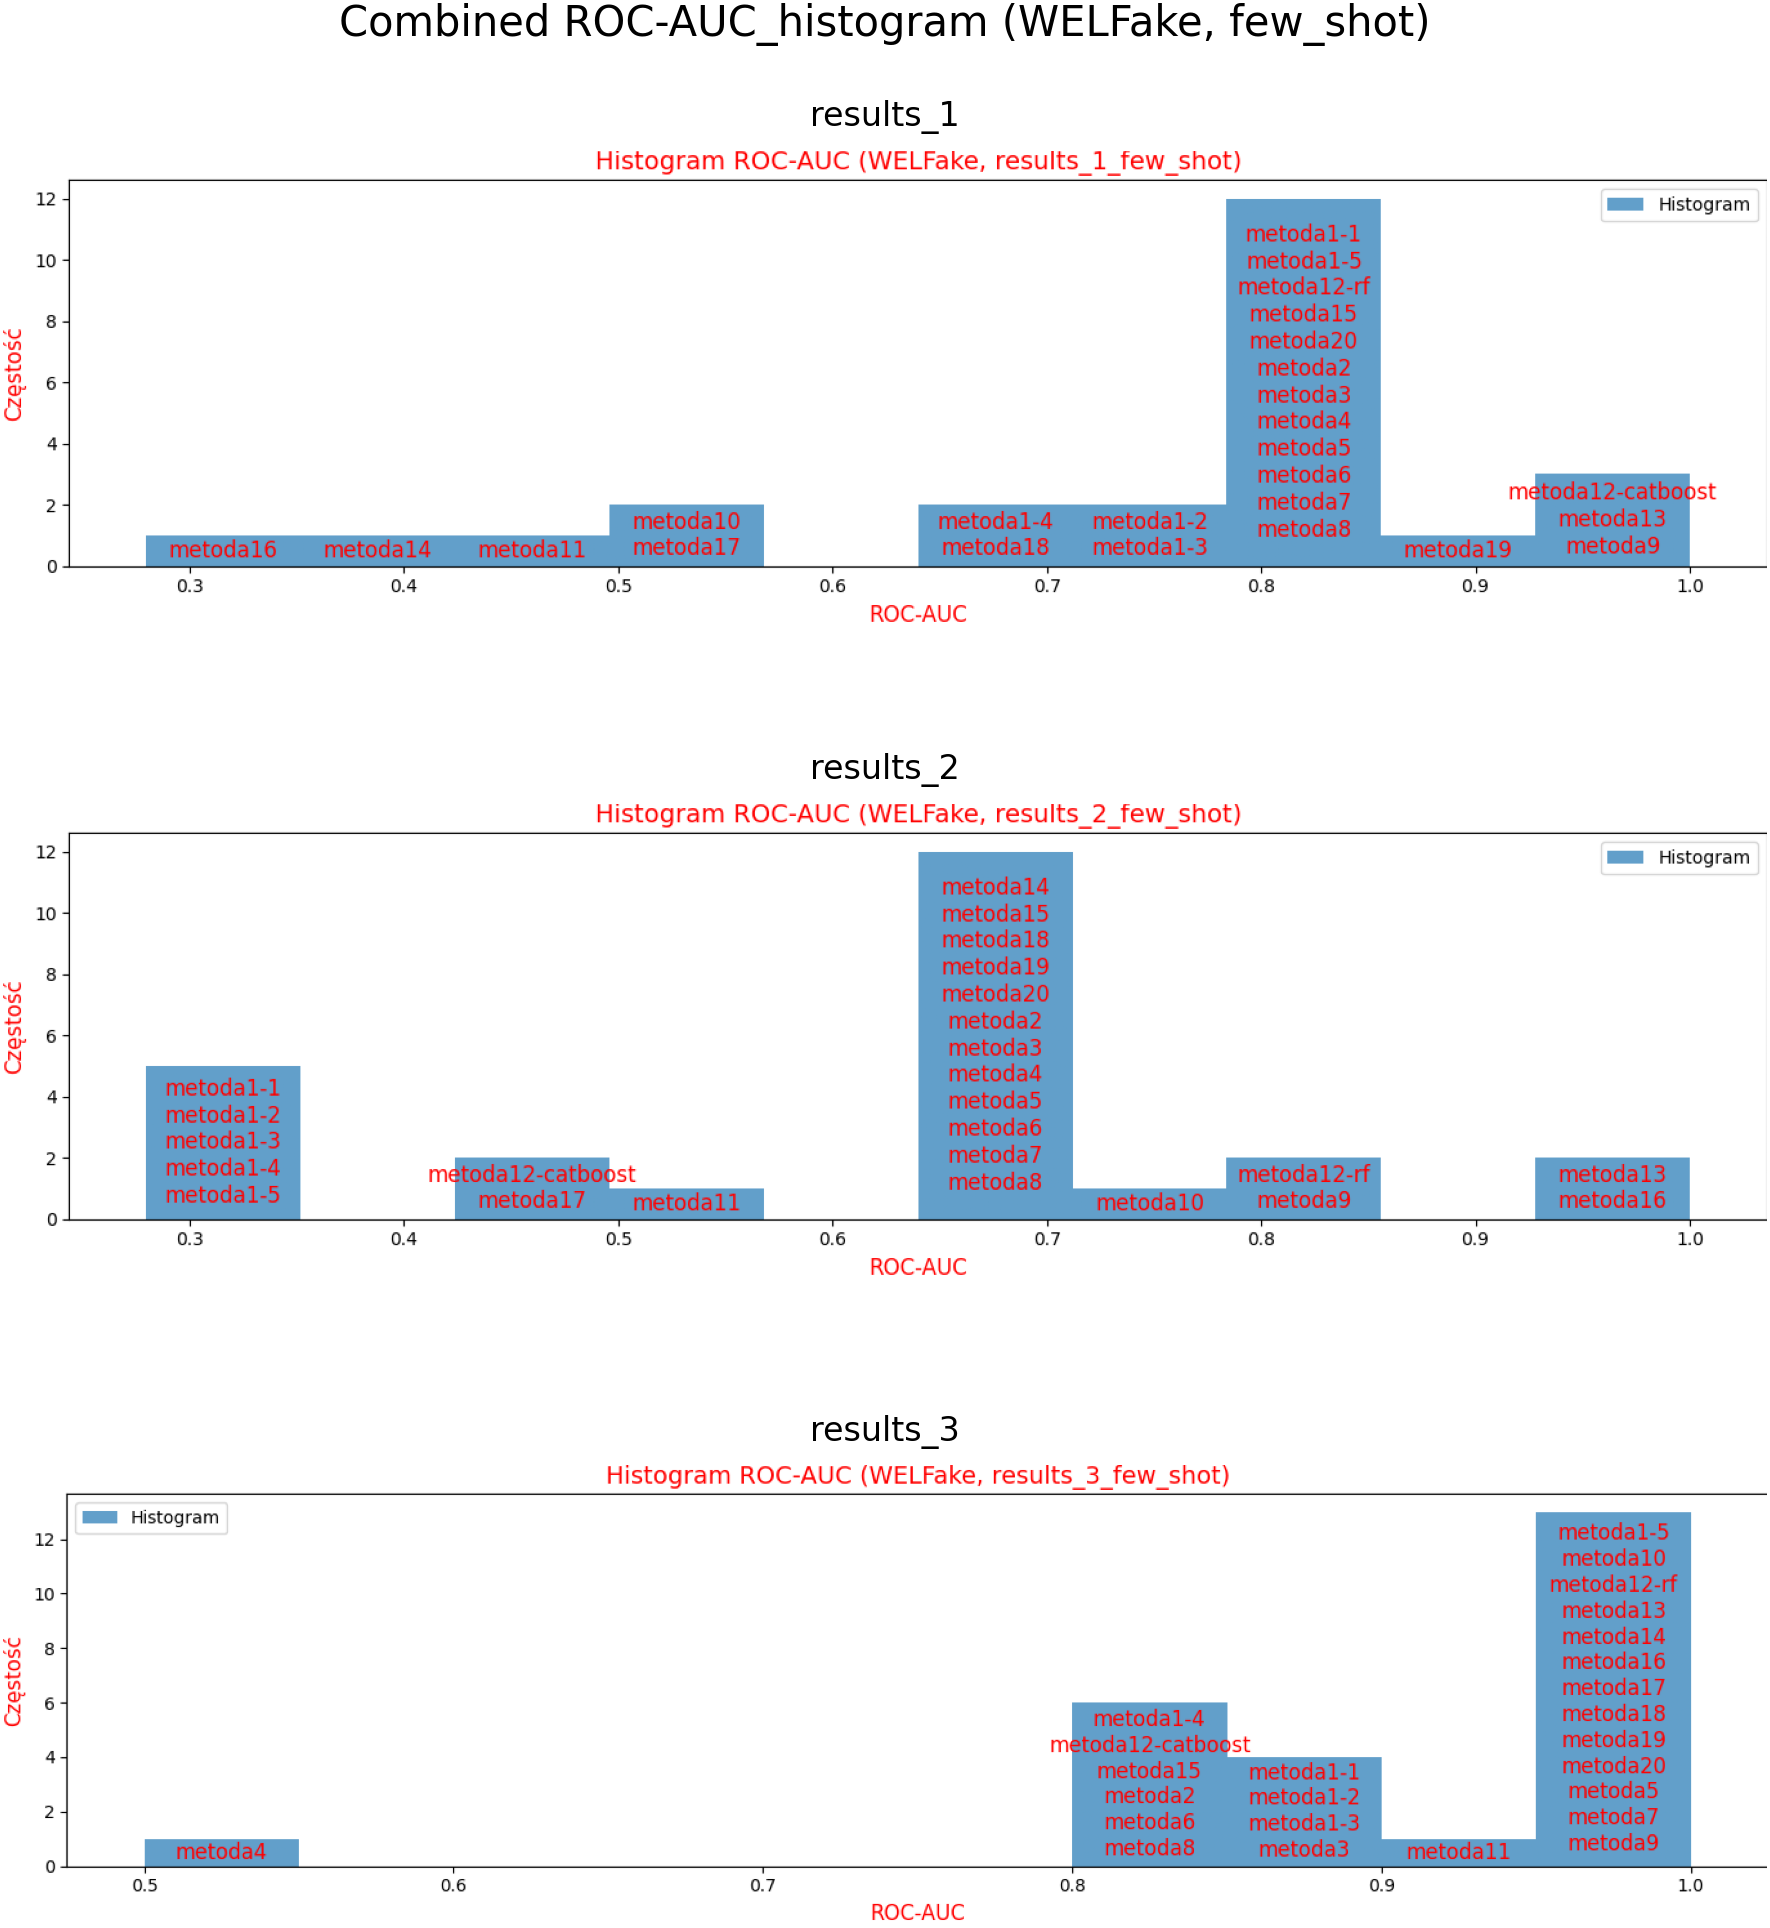 Combined ROC-AUC_histogram (WELFake, few_shot)
results_1
Histogram ROC-AUC (WELFake, results_1_few_shot)
Histogram
Częstość
12
10
8
6
4
2
0
metoda16
metoda14
metoda11
metoda10
metoda17
metoda1-4
metoda18
metoda1-2
metoda1-3
metoda1-1
metoda1-5
metoda12-rf
metoda15
metoda20
metoda2
metoda3
metoda4
metoda5
metoda6
metoda7
metoda8
metoda19
metoda12-catboost
metoda13
metoda9
0.3 0.4 0.5 0.6 0.7 0.8 0.9 1.0
ROC-AUC
results_2
Histogram ROC-AUC (WELFake, results_2_few_shot)
Histogram
Częstość
12
10
8
6
4
2
0
metoda1-1
metoda1-2
metoda1-3
metoda1-4
metoda1-5
metoda12-catboost
metoda17
metoda11
metoda14
metoda15
metoda18
metoda19
metoda20
metoda2
metoda3
metoda4
metoda5
metoda6
metoda7
metoda8
metoda10
metoda12-rf
metoda9
metoda13
metoda16
0.3 0.4 0.5 0.6 0.7 0.8 0.9 1.0
ROC-AUC
results_3
Histogram ROC-AUC (WELFake, results_3_few_shot)
Histogram
Częstość
12
10
8
6
4
2
0
metoda4
metoda1-4
metoda12-catboost
metoda15
metoda2
metoda6
metoda8
metoda1-1
metoda1-2
metoda1-3
metoda3
metoda11
metoda1-5
metoda10
metoda12-rf
metoda13
metoda14
metoda16
metoda17
metoda18
metoda19
metoda20
metoda5
metoda7
metoda9
0.5 0.6 0.7 0.8 0.9 1.0
ROC-AUC